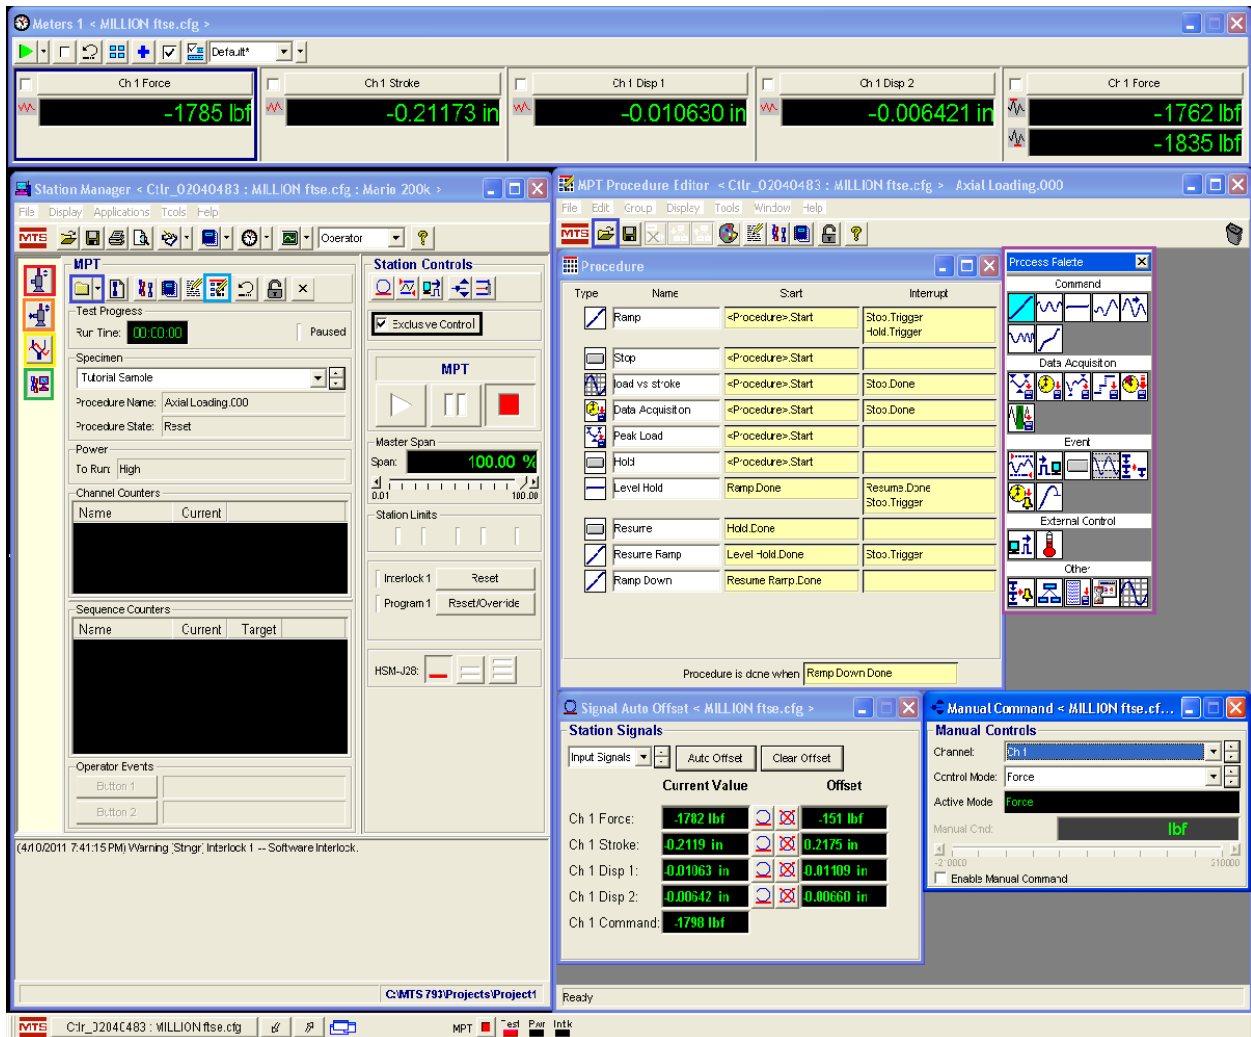 Meters 1 < MILLION ftse.cfg >
Default*
Ch 1 Force
Ch 1 Stroke
Ch 1 Disp 1
Ch 1 Disp 2
Ch 1 Force
-1785 lbf
-0.21173 in
-0.010630 in
-0.006421 in
-1762 lbf
-1835 lbf
Station Manager < Ctlr_02040483 : MILLION ftse.cfg : Mario 200k >
File Display Applications Tools Help
MTS
Operator
MPT
Test Progress
Run Time: 00:00:00
Paused
Specimen
Tutorial Sample
Procedure Name: Axial Loading.000
Procedure State: Reset
Power
To Run: High
Channel Counters
Name Current
Sequence Counters
Name Current Target
Operator Events
Button 1
Button 2
Station Controls
Exclusive Control
MPT
Master Span
Span: 100.00 %
0.01 100.00
Station Limits
Interlock 1 Reset
Program 1 Reset/Override
HSM-J28:
(4/10/2011 7:41:15 PM) Warning [Stngr] Interlock 1 -- Software Interlock.
C:\MTS 793\Projects\Project1
MPT Procedure Editor < Ctlr_02040483 : MILLION ftse.cfg > Axial Loading.000
File Edit Group Display Tools Window Help
MTS
Procedure
Type Name Start Interrupt
Ramp <Procedure>.Start Stop.Trigger
Hold.Trigger
Stop <Procedure>.Start
load vs stroke <Procedure>.Start Stop.Done
Data Acquisition <Procedure>.Start Stop.Done
Peak Load <Procedure>.Start
Hold <Procedure>.Start
Level Hold Ramp.Done Resume.Done
Stop.Trigger
Resume Hold.Done
Resume Ramp Level Hold.Done Stop.Trigger
Ramp Down Resume Ramp.Done
Procedure is done when Ramp Down.Done
Process Palette
Command
Data Acquisition
Event
External Control
Other
Signal Auto Offset < MILLION ftse.cfg >
Station Signals
Input Signals Auto Offset Clear Offset
Current Value Offset
Ch 1 Force: -1782 lbf -151 lbf
Ch 1 Stroke: 0.2119 in 0.2175 in
Ch 1 Disp 1: -0.01063 in 0.01109 in
Ch 1 Disp 2: -0.00642 in 0.00660 in
Ch 1 Command: -1798 lbf
Manual Command < MILLION ftse.cf...
Manual Controls
Channel: Ch 1
Control Mode: Force
Active Mode Force
Manual Cmd: lbf
-210000 210000
Enable Manual Command
Ready
MTS Ctlr_02040483 : MILLION ftse.cfg MPT Test Pwr Intk